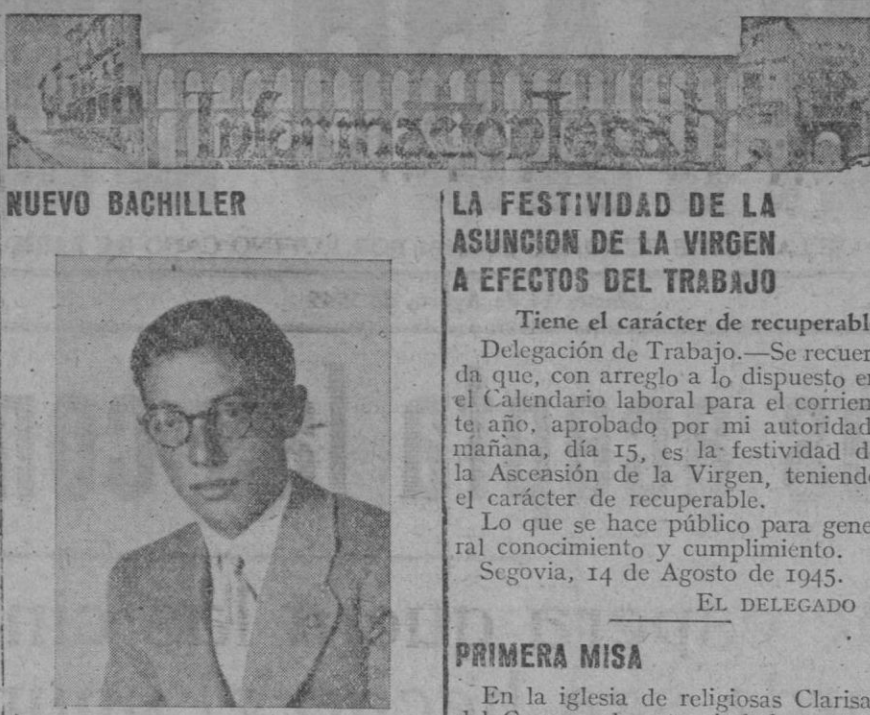 Información Local
NUEVO BACHILLER
LA FESTIVIDAD DE LA
ASUNCION DE LA VIRGEN
A EFECTOS DEL TRABAJO
Tiene el carácter de recuperabl
Delegación de Trabajo.—Se recuer
da que, con arreglo a lo dispuesto e
el Calendario laboral para el corrien
te año, aprobado por mi autoridad
mañana, día 15, es la festividad d
la Ascensión de la Virgen, teniend
el carácter de recuperable.
Lo que se hace público para gene
ral conocimiento y cumplimiento.
Segovia, 14 de Agosto de 1945.
EL DELEGADO
PRIMERA MISA
En la iglesia de religiosas Clarisa